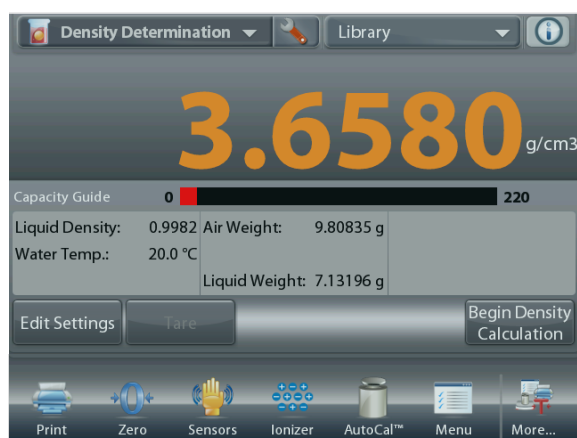 Density Determination
Library
3.6580 g/cm3
Capacity Guide 0 220
Liquid Density: 0.9982 Air Weight: 9.80835 g
Water Temp.: 20.0 °C
Liquid Weight: 7.13196 g
Edit Settings Tare Begin Density
Calculation
Print Zero Sensors Ionizer AutoCal™ Menu More...